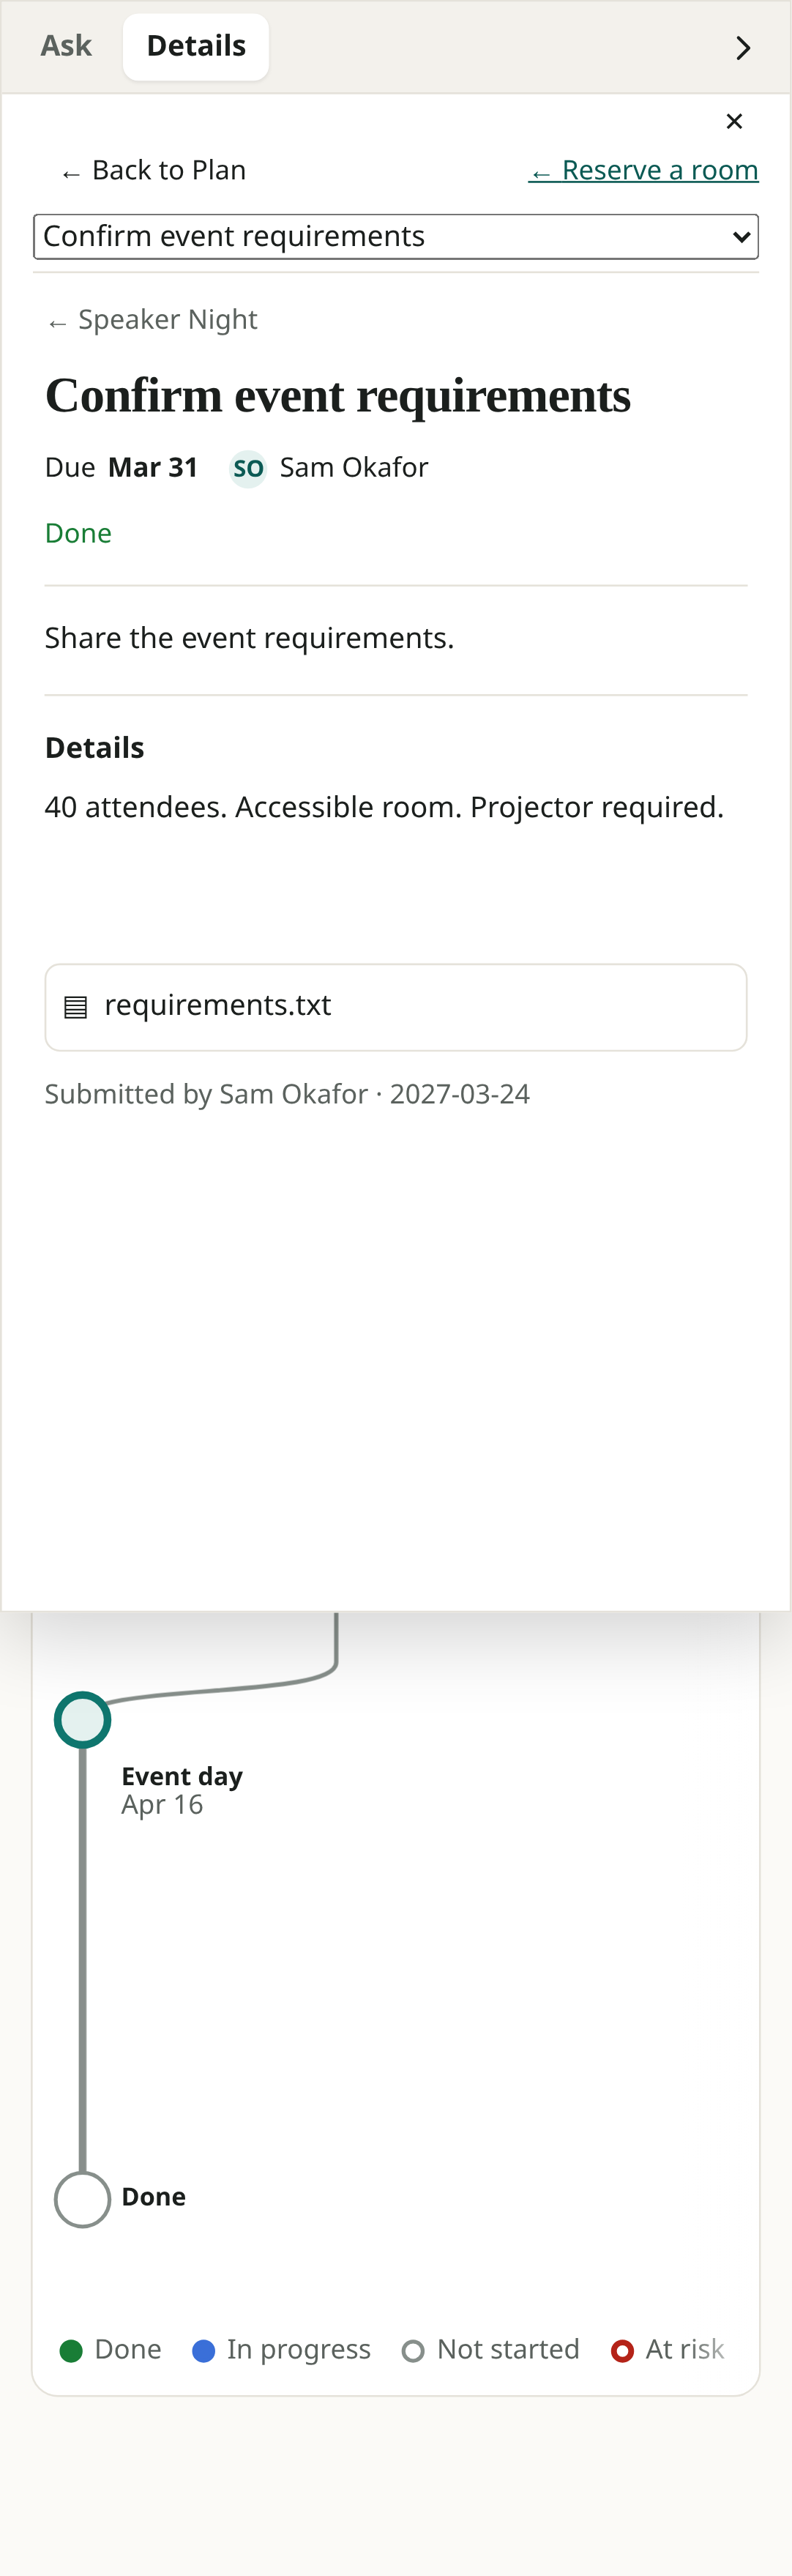 Ask Details
✕
← Back to Plan ← Reserve a room
Confirm event requirements
← Speaker Night
Confirm event requirements
Due Mar 31 SO Sam Okafor
Done
Share the event requirements.
Details
40 attendees. Accessible room. Projector required.
requirements.txt
Submitted by Sam Okafor · 2027-03-24
Event day
Apr 16
Done
Done In progress Not started At risk